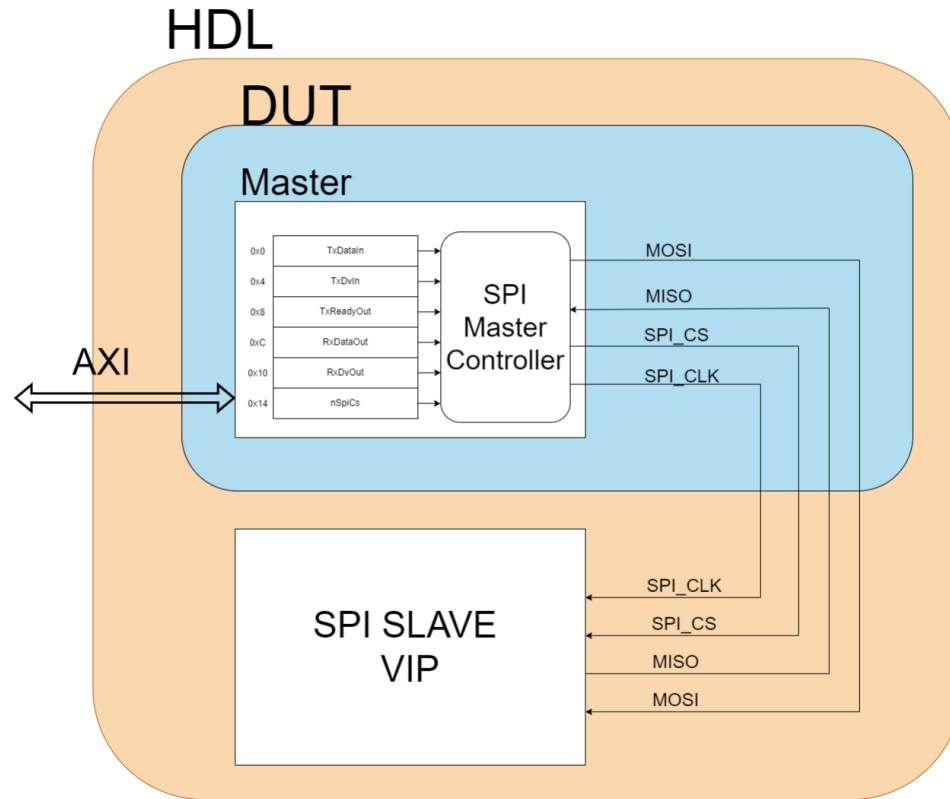 HDL
DUT
Master
0x0 TxDataIn
0x4 TxDvIn
0x8 TxReadyOut
0xC RxDataOut
0x10 RxDvOut
0x14 nSpiCs
SPI
Master
Controller
MOSI
MISO
SPI_CS
SPI_CLK
AXI
SPI SLAVE
VIP
SPI_CLK
SPI_CS
MISO
MOSI